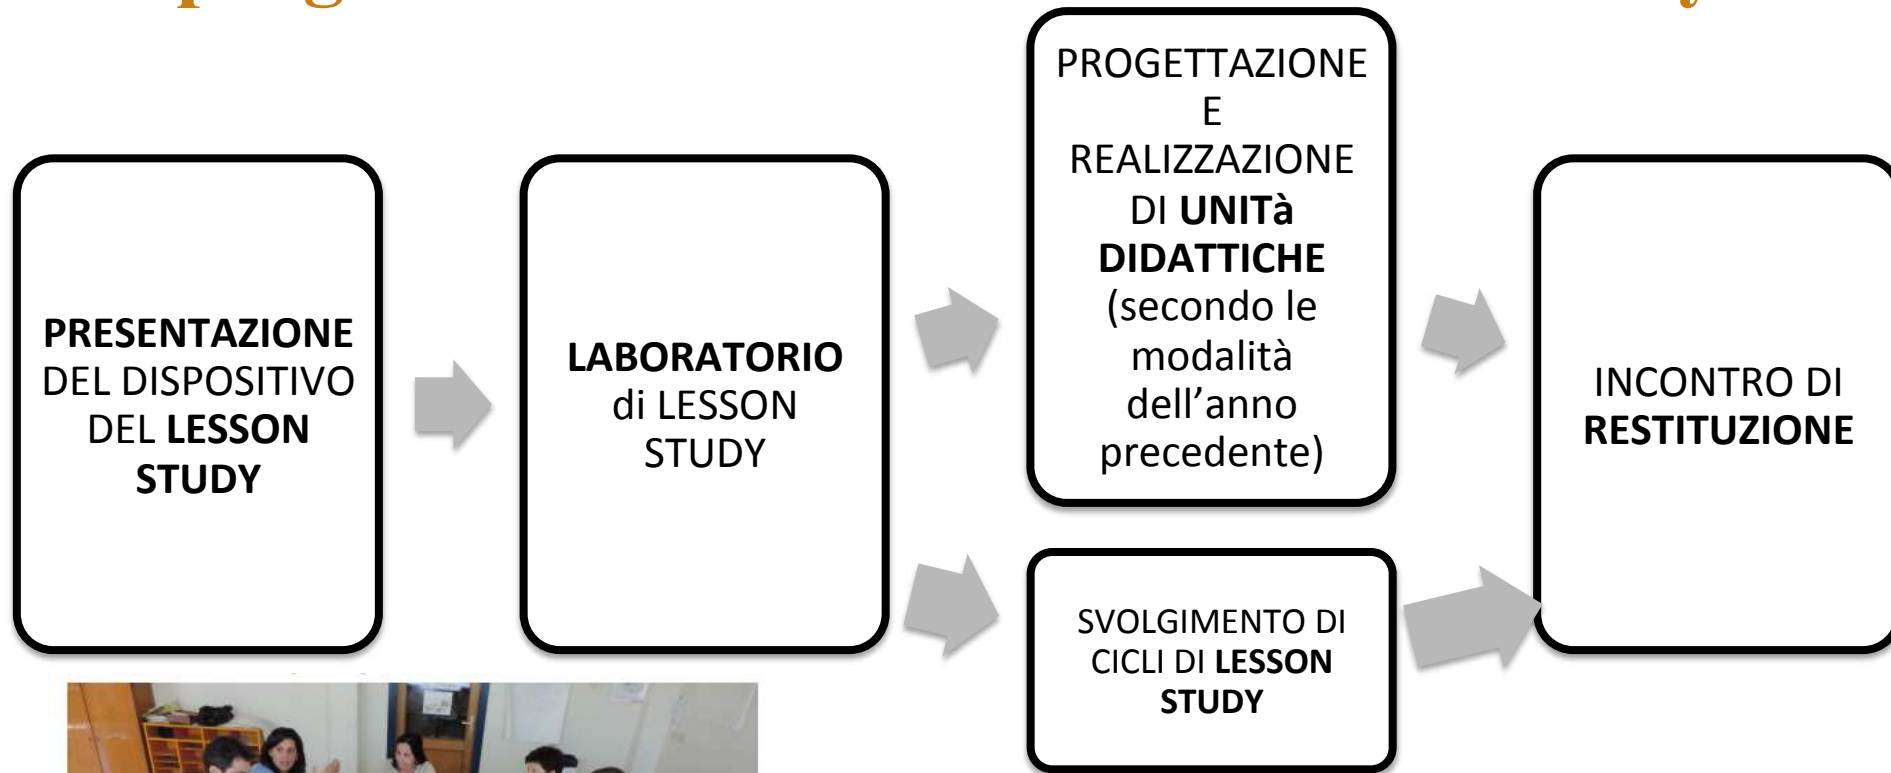 PRESENTAZIONE
DEL DISPOSITIVO
DEL LESSON
STUDY
LABORATORIO
di LESSON
STUDY
PROGETTAZIONE
E
REALIZZAZIONE
DI UNITà
DIDATTICHE
(secondo le
modalità
dell’anno
precedente)
SVOLGIMENTO DI
CICLI DI LESSON
STUDY
INCONTRO DI
RESTITUZIONE